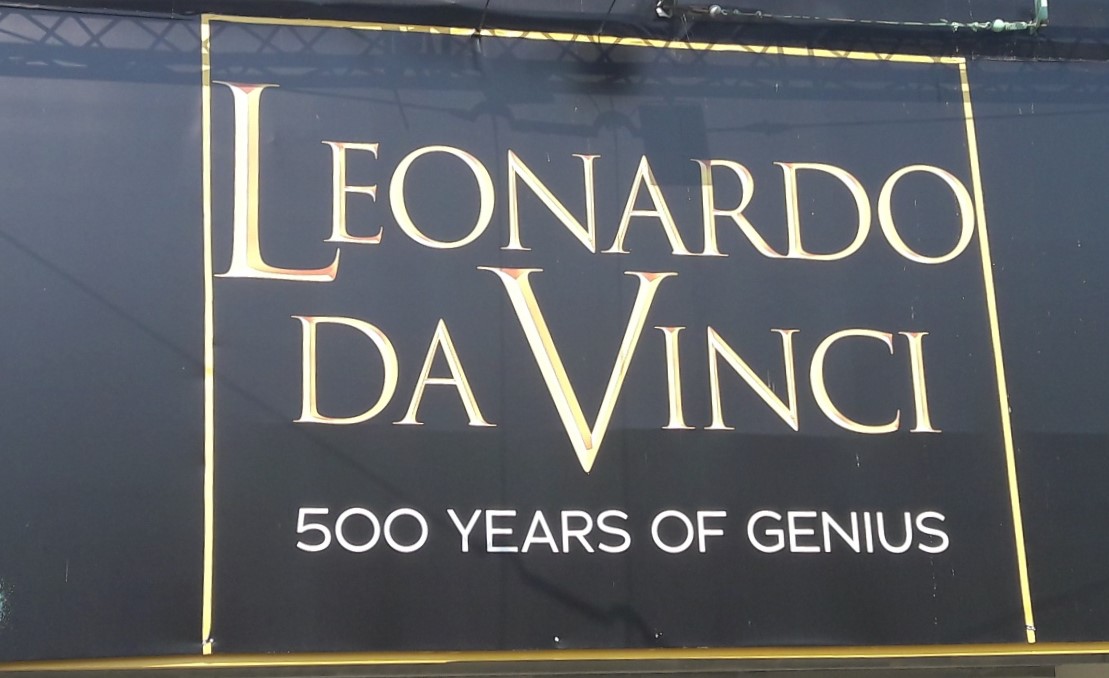 LEONARDO
DA VINCI
500 YEARS OF GENIUS